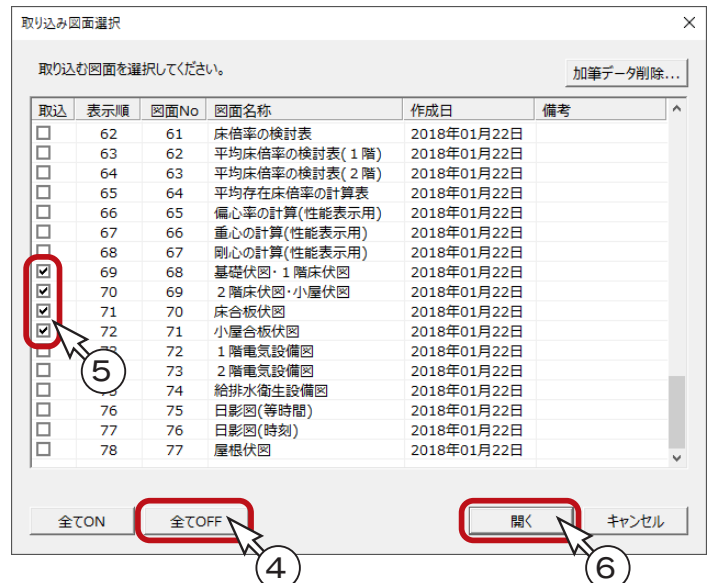 取り込み図面選択
取り込む図面を選択してください。
加筆データ削除...
取込 表示順 図面No 図面名称 作成日 備考
62 61 床倍率の検討表 2018年01月22日
63 62 平均床倍率の検討表(1階) 2018年01月22日
64 63 平均床倍率の検討表(2階) 2018年01月22日
65 64 平均存在床倍率の計算表 2018年01月22日
66 65 偏心率の計算(性能表示用) 2018年01月22日
67 66 重心の計算(性能表示用) 2018年01月22日
68 67 剛心の計算(性能表示用) 2018年01月22日
69 68 基礎伏図・1階床伏図 2018年01月22日
70 69 2階床伏図・小屋伏図 2018年01月22日
71 70 床合板伏図 2018年01月22日
72 71 小屋合板伏図 2018年01月22日
72 1階電気設備図 2018年01月22日
73 2階電気設備図 2018年01月22日
74 給排水衛生設備図 2018年01月22日
76 75 日影図(等時間) 2018年01月22日
77 76 日影図(時刻) 2018年01月22日
78 77 屋根伏図 2018年01月22日
⑤
全てON 全てOFF 開く キャンセル
④ ⑥